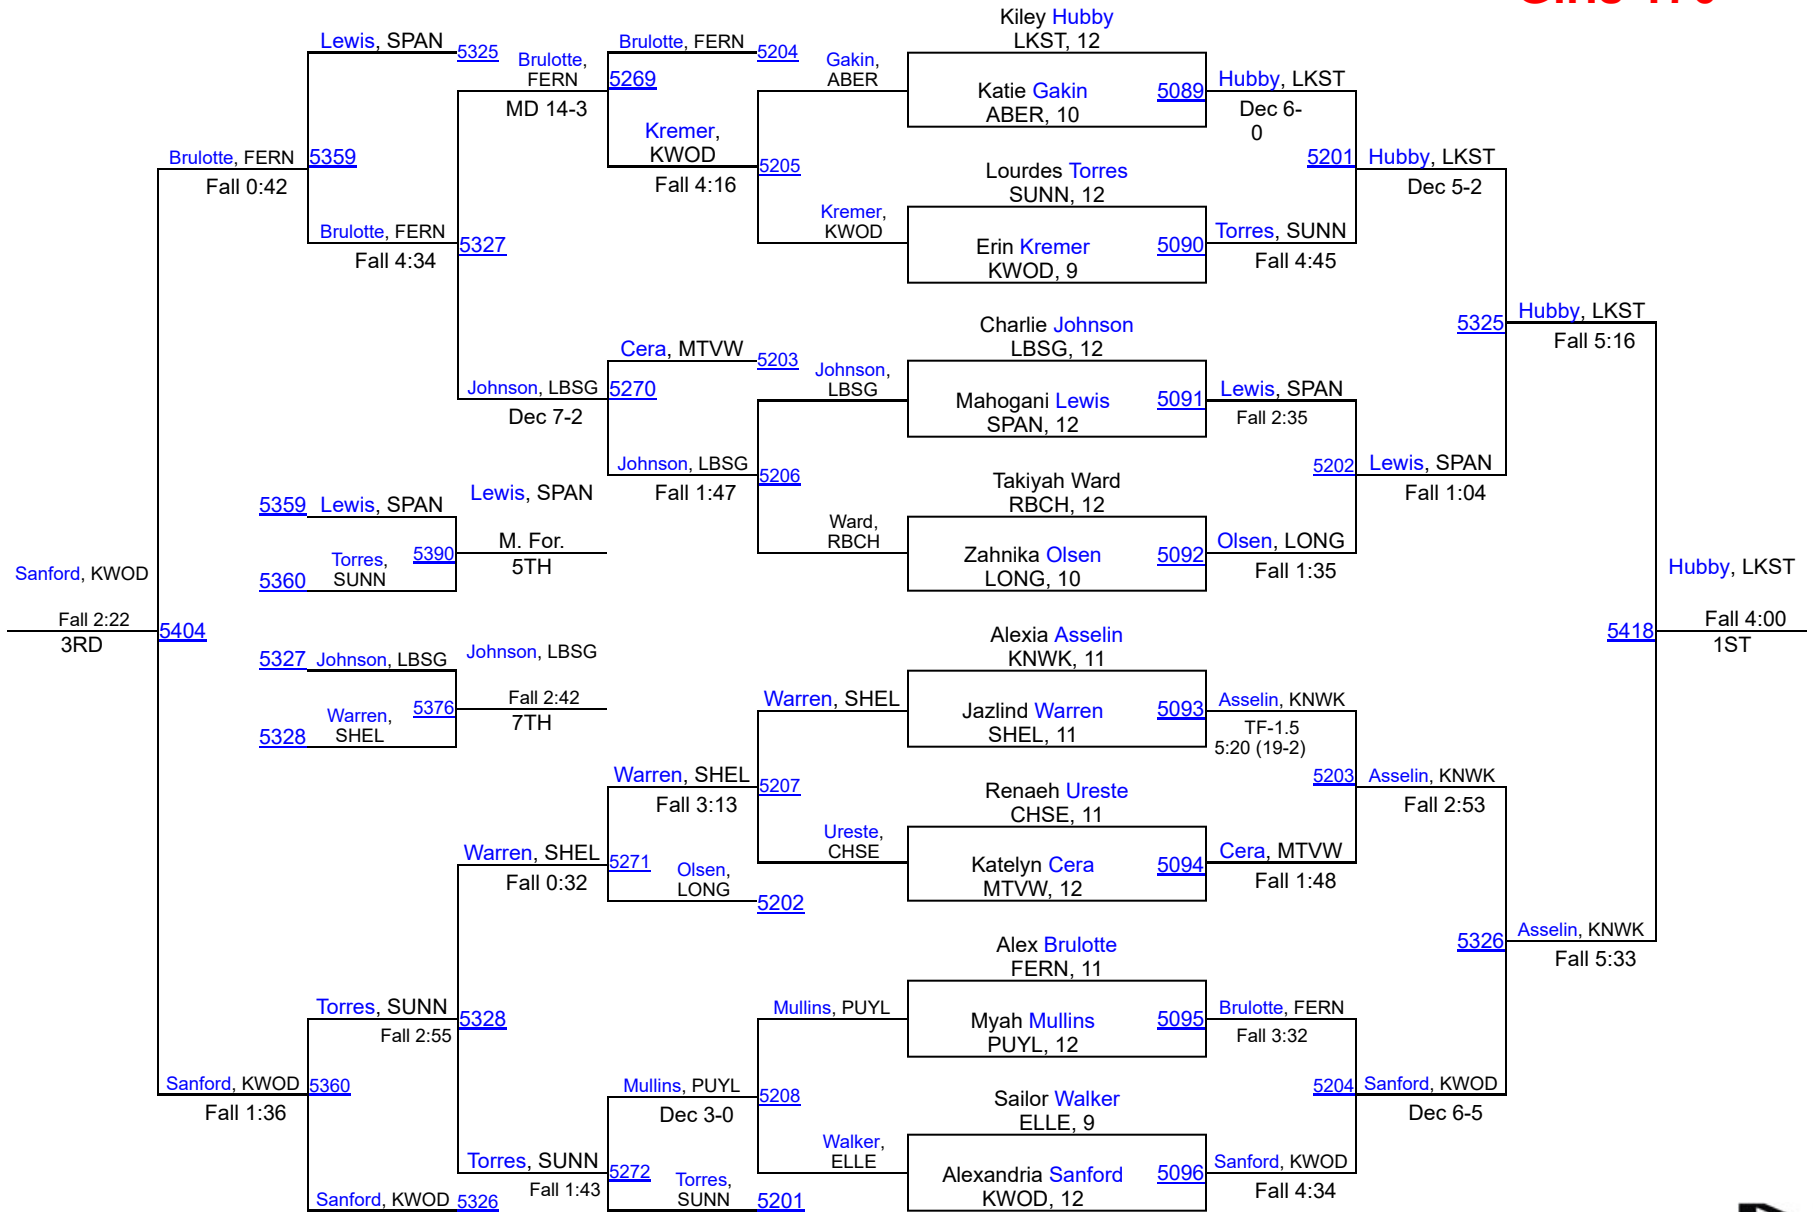 Kiley Hubby
LKST, 12
Lewis, SPAN
5325
Brulotte,
FERN
MD 14-3
Brulotte, FERN
5204
5269
Gakin,
ABER
Katie Gakin
ABER, 10
5089
Hubby, LKST
Dec 6-
0
Kremer,
KWOD
Fall 4:16
5205
Brulotte, FERN
5359
Fall 0:42
Lourdes Torres
SUNN, 12
5201
Hubby, LKST
Dec 5-2
Brulotte, FERN
Fall 4:34
5327
Kremer,
KWOD
Erin Kremer
KWOD, 9
5090
Torres, SUNN
Fall 4:45
Charlie Johnson
LBSG, 12
5325
Hubby, LKST
Fall 5:16
Cera, MTVW
5203
Johnson, LBSG
5270
Dec 7-2
Johnson,
LBSG
Mahogani Lewis
SPAN, 12
5091
Lewis, SPAN
Fall 2:35
Johnson, LBSG
Fall 1:47
5206
Takiyah Ward
RBCH, 12
5202
Lewis, SPAN
Fall 1:04
5359
Lewis, SPAN
Lewis, SPAN
Ward,
RBCH
Zahnika Olsen
LONG, 10
5092
Olsen, LONG
Fall 1:35
5360
Torres,
SUNN
5390
M. For.
5TH
Sanford, KWOD
Fall 2:22
3RD
5404
Hubby, LKST
5418
Fall 4:00
1ST
Alexia Asselin
KNWK, 11
5327
Johnson, LBSG
Johnson, LBSG
5328
Warren,
SHEL
5376
Fall 2:42
7TH
Warren, SHEL
Jazlind Warren
SHEL, 11
5093
Asselin, KNWK
TF-1.5
5:20 (19-2)
Warren, SHEL
Fall 3:13
5207
Renaeh Ureste
CHSE, 11
5203
Asselin, KNWK
Fall 2:53
Warren, SHEL
Fall 0:32
5271
Ureste,
CHSE
Katelyn Cera
MTVW, 12
5094
Cera, MTVW
Fall 1:48
Olsen,
LONG
5202
Alex Brulotte
FERN, 11
5326
Asselin, KNWK
Fall 5:33
Torres, SUNN
Fall 2:55
5328
Mullins, PUYL
Myah Mullins
PUYL, 12
5095
Brulotte, FERN
Fall 3:32
Sanford, KWOD
5360
Fall 1:36
Mullins, PUYL
Dec 3-0
5208
Sailor Walker
ELLE, 9
5204
Sanford, KWOD
Dec 6-5
Torres, SUNN
Fall 1:43
5272
Walker,
ELLE
Alexandria Sanford
KWOD, 12
5096
Sanford, KWOD
Fall 4:34
Sanford, KWOD
5326
Torres,
SUNN
5201